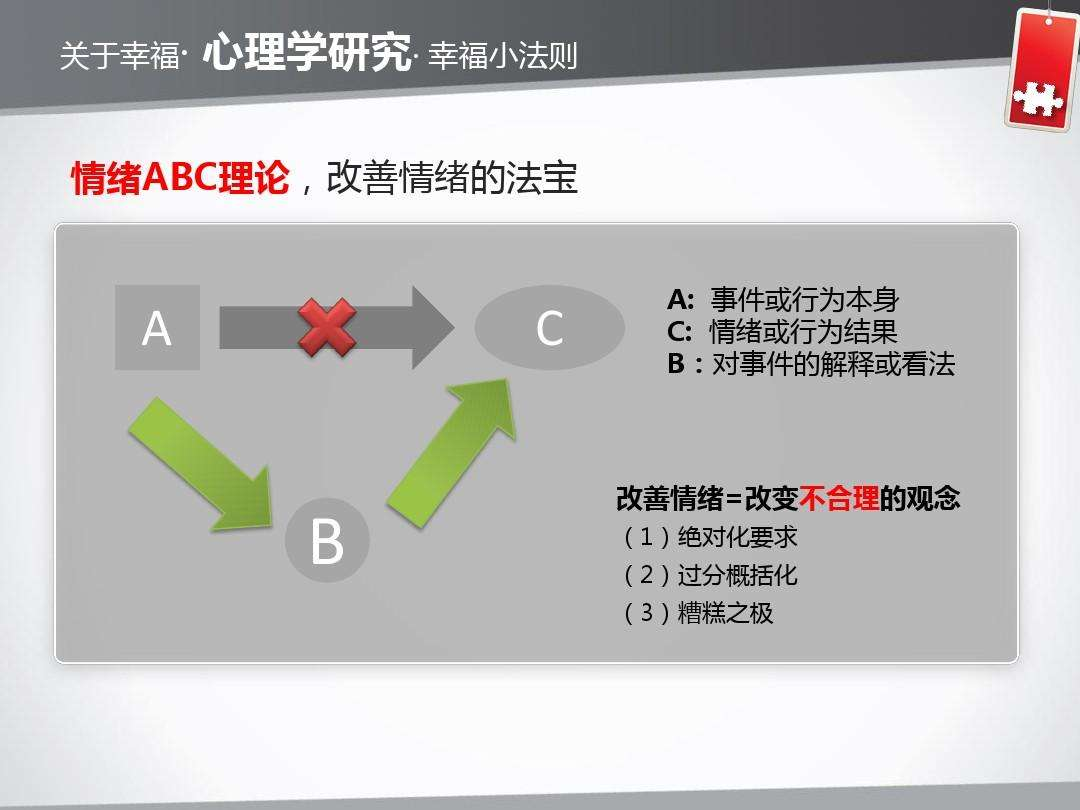 关于幸福· 心理学研究· 幸福小法则
情绪ABC理论，改善情绪的法宝
A
C
B
A: 事件或行为本身
C: 情绪或行为结果
B：对事件的解释或看法
改善情绪=改变不合理的观念
（1）绝对化要求
（2）过分概括化
（3）糟糕之极